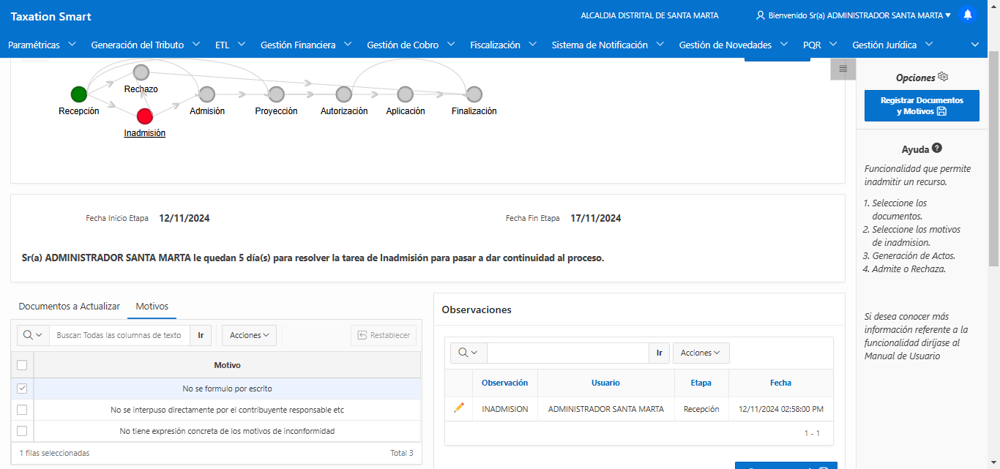 Taxation Smart
ALCALDIA DISTRITAL DE SANTA MARTA
Bienvenido Sr(a) ADMINISTRADOR SANTA MARTA
Paramétricas
Generación del Tributo
ETL
Gestión Financiera
Gestión de Cobro
Fiscalización
Sistema de Notificación
Gestión de Novedades
PQR
Gestión Jurídica
Rechazo
Recepción
Admisión
Proyección
Autorización
Aplicación
Finalización
Inadmisión
Opciones
Registrar Documentos
y Motivos
Ayuda
Funcionalidad que permite
inadmitir un recurso.
1. Seleccione los
documentos.
2. Seleccione los motivos
de inadmision.
3. Generación de Actos.
4. Admite o Rechaza.
Si desea conocer más
información referente a la
funcionalidad diríjase al
Manual de Usuario
Fecha Inicio Etapa 12/11/2024
Fecha Fin Etapa 17/11/2024
Sr(a) ADMINISTRADOR SANTA MARTA le quedan 5 día(s) para resolver la tarea de Inadmisión para pasar a dar continuidad al proceso.
Documentos a Actualizar
Motivos
Buscar: Todas las columnas de texto
Ir
Acciones
Restablecer
Motivo
No se formulo por escrito
No se interpuso directamente por el contribuyente responsable etc
No tiene expresión concreta de los motivos de inconformidad
1 filas seleccionadas
Total 3
Observaciones
Ir
Acciones
Observación Usuario Etapa Fecha
INADMISION ADMINISTRADOR SANTA MARTA Recepción 12/11/2024 02:58:00 PM
1 - 1